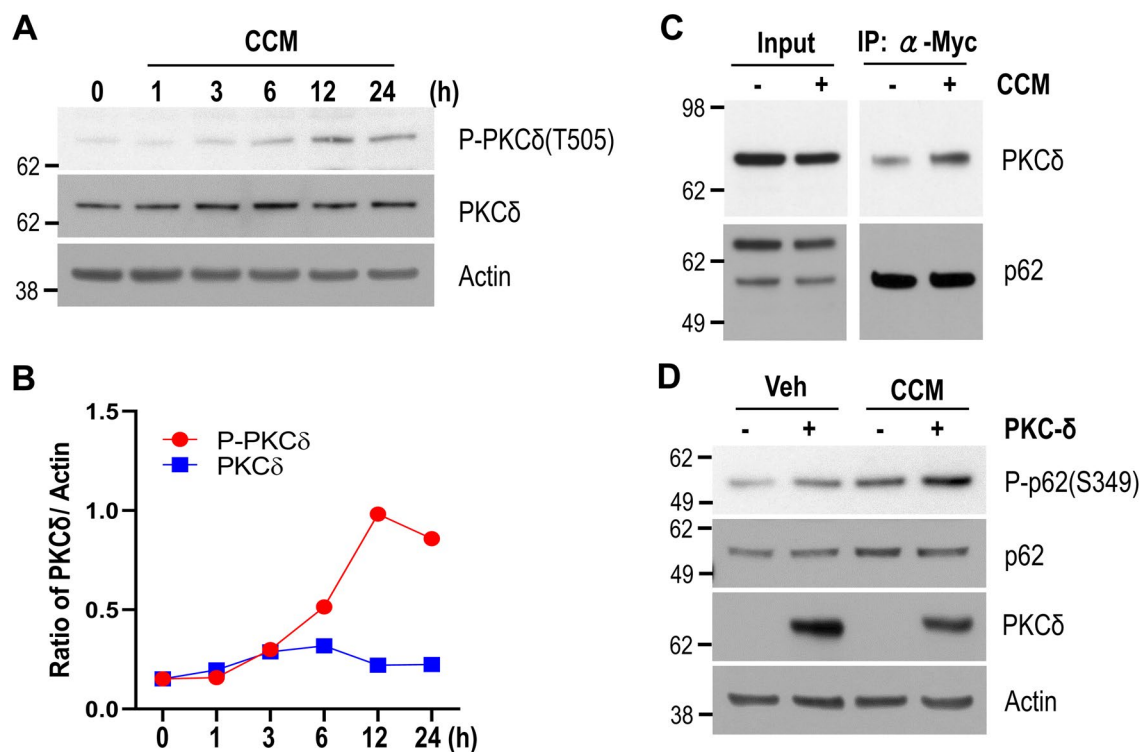 A
CCM
0 1 3 6 12 24 (h)
P-PKCδ(T505)
62
PKCδ
62
Actin
38
B
1.5
1.0
0.5
0.0
Ratio of PKCδ/ Actin
P-PKCδ
PKCδ
0 1 3 6 12 24 (h)
C
Input IP: α-Myc
- + - + CCM
98
PKCδ
62
62
p62
49
D
Veh CCM
- + - + PKC-δ
62
P-p62(S349)
49
62
p62
49
PKCδ
62
Actin
38